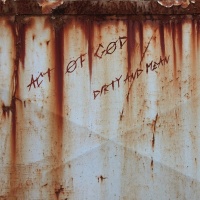 ACT OF GOD
DIRTY AND MEAN